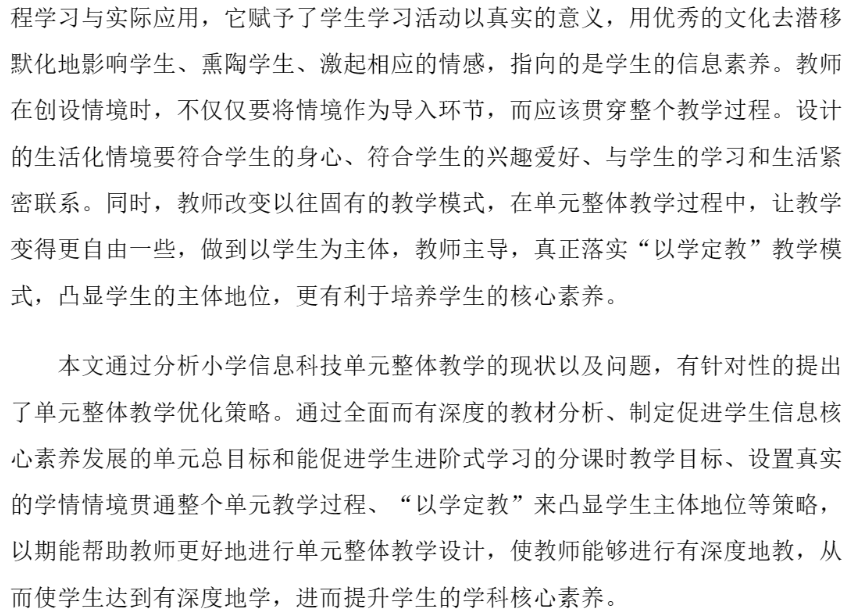 程学习与实际应用，它赋予了学生学习活动以真实的意义，用优秀的文化去潜移
默化地影响学生、熏陶学生、激起相应的情感，指向的是学生的信息素养。教师
在创设情境时，不仅仅要将情境作为导入环节，而应该贯穿整个教学过程。设计
的生活化情境要符合学生的身心、符合学生的兴趣爱好、与学生的学习和生活紧
密联系。同时，教师改变以往固有的教学模式，在单元整体教学过程中，让教学
变得更自由一些，做到以学生为主体，教师主导，真正落实“以学定教”教学模
式，凸显学生的主体地位，更有利于培养学生的核心素养。
本文通过分析小学信息科技单元整体教学的现状以及问题，有针对性的提出
了单元整体教学优化策略。通过全面而有深度的教材分析、制定促进学生信息核
心素养发展的单元总目标和能促进学生进阶式学习的分课时教学目标、设置真实
的学情情境贯通整个单元教学过程、“以学定教”来凸显学生主体地位等策略，
以期能帮助教师更好地进行单元整体教学设计，使教师能够进行有深度地教，从
而使学生达到有深度地学，进而提升学生的学科核心素养。